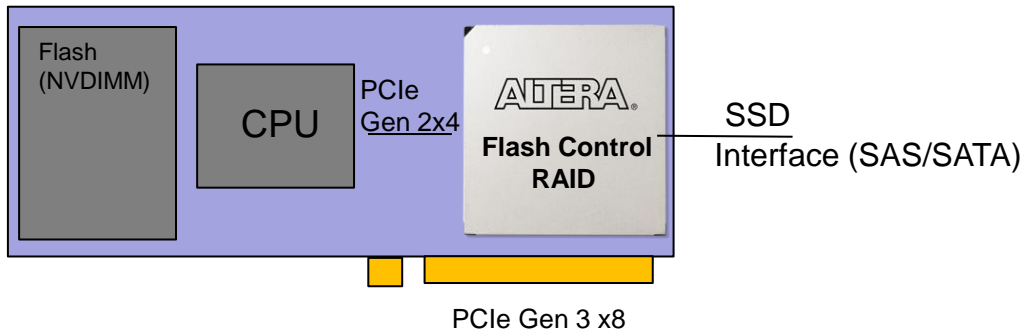 Flash
(NVDIMM)
CPU
PCIe
Gen 2x4
ALTERA®
Flash Control
RAID
SSD
Interface (SAS/SATA)
PCIe Gen 3 x8